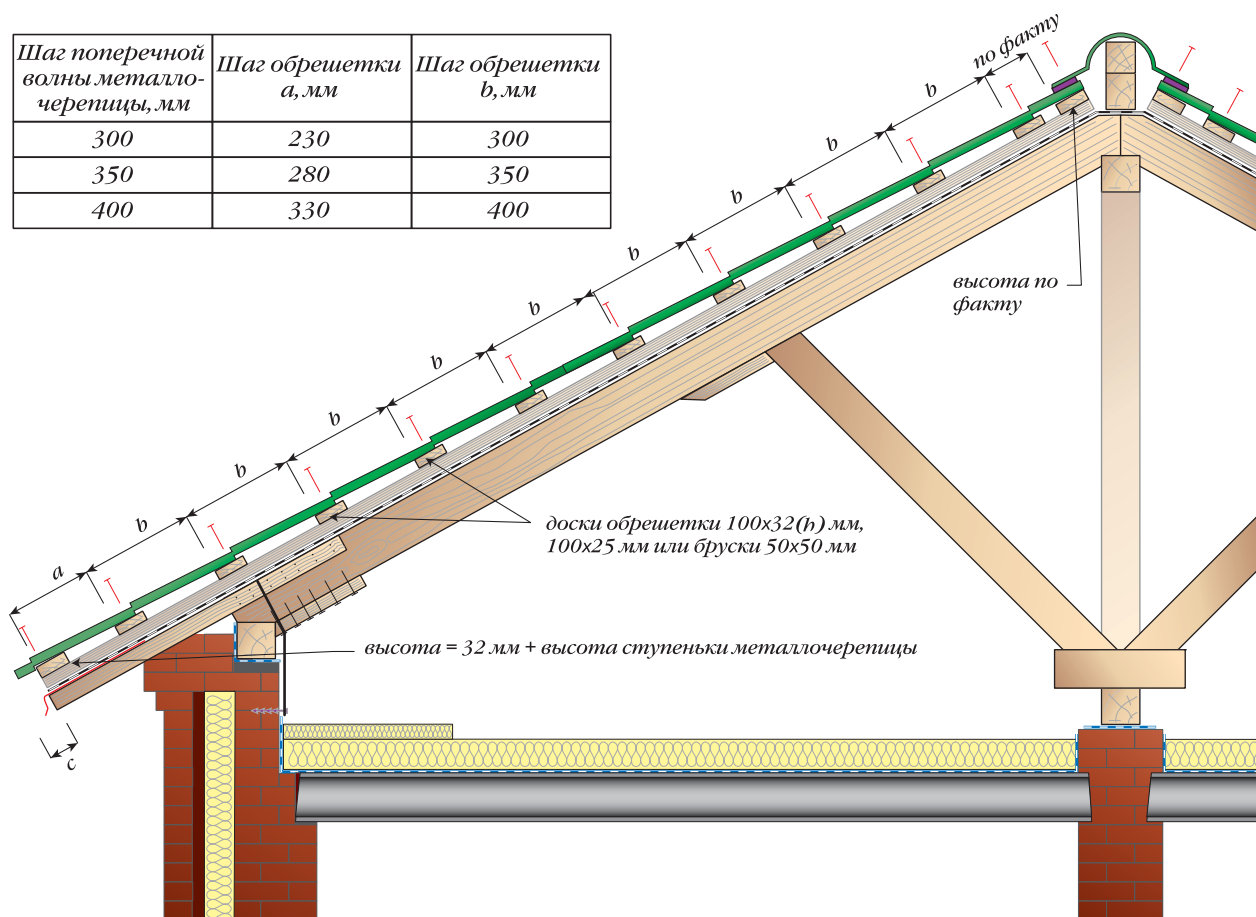 Шаг поперечной
волны металло-
черепицы, мм
Шаг обрешетки
а, мм
Шаг обрешетки
b, мм
300 230 300
350 280 350
400 330 400
по факту
b
b
b
b
b
b
b
b
b
a
c
высота по
факту
доски обрешетки 100х32(h) мм,
100х25 мм или бруски 50х50 мм
высота = 32 мм + высота ступеньки металлочерепицы